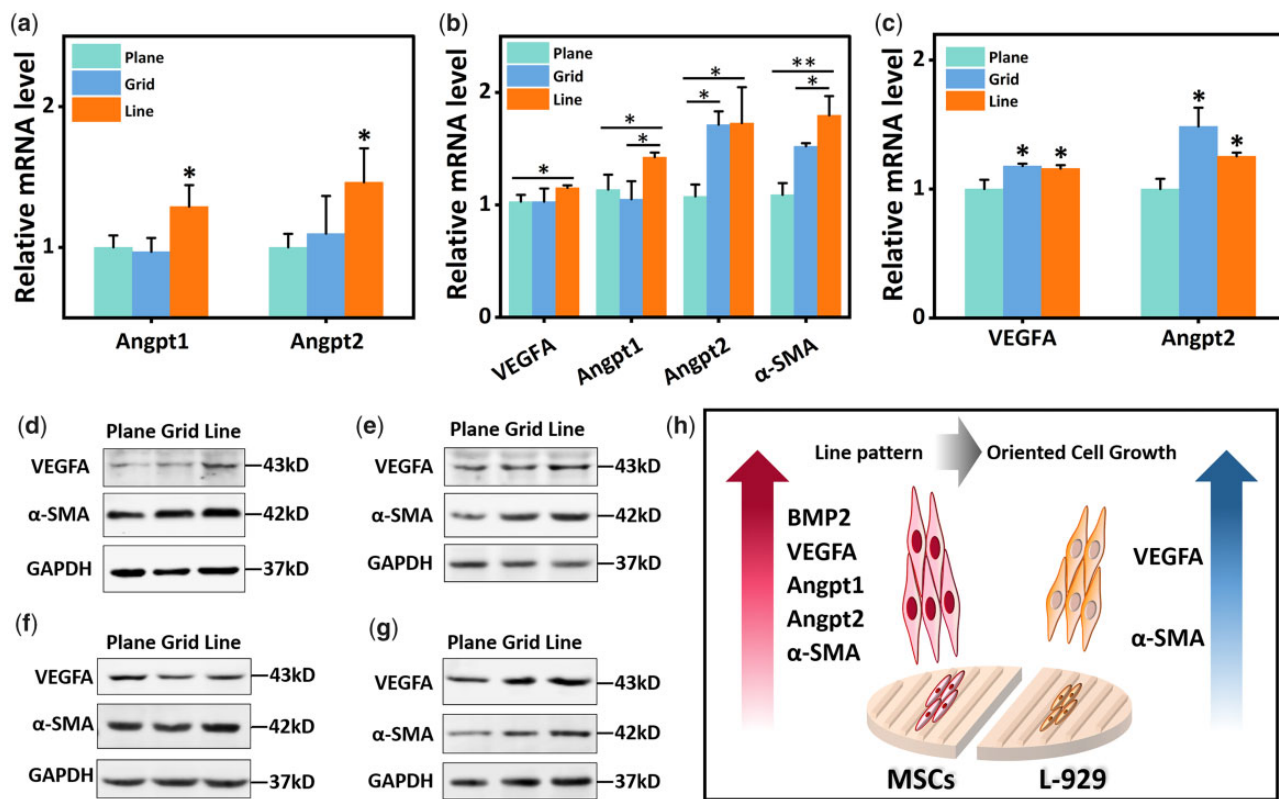 (a)
Relative mRNA level
2
1
Plane
Grid
Line
*
*
Angpt1
Angpt2
(b)
Relative mRNA level
2
1
0
Plane
Grid
Line
*
*
*
*
*
**
*
VEGFA
Angpt1
Angpt2
α-SMA
(c)
Relative mRNA level
2
1
0
Plane
Grid
Line
*
*
*
*
VEGFA
Angpt2
(d)
Plane Grid Line
VEGFA
43kD
α-SMA
42kD
GAPDH
37kD
(e)
Plane Grid Line
VEGFA
43kD
α-SMA
42kD
GAPDH
37kD
(f)
Plane Grid Line
VEGFA
43kD
α-SMA
42kD
GAPDH
37kD
(g)
Plane Grid Line
VEGFA
43kD
α-SMA
42kD
GAPDH
37kD
(h)
Line pattern
Oriented Cell Growth
BMP2
VEGFA
Angpt1
Angpt2
α-SMA
VEGFA
α-SMA
MSCs
L-929